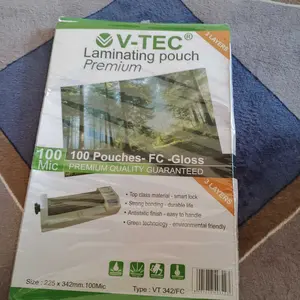 V-TEC®
Laminating pouch
Premium
3 LAYERS
100
Mic
100 Pouches- FC -Gloss
PREMIUM QUALITY GUARANTEED
3 LAYERS
• Top class material - smart lock
• Strong bonding - durable life
• Antistatic finish - easy to handle
• Green technology - environmental friendly
Size : 225 x 342mm 100Mic
Type : VT 342/FC